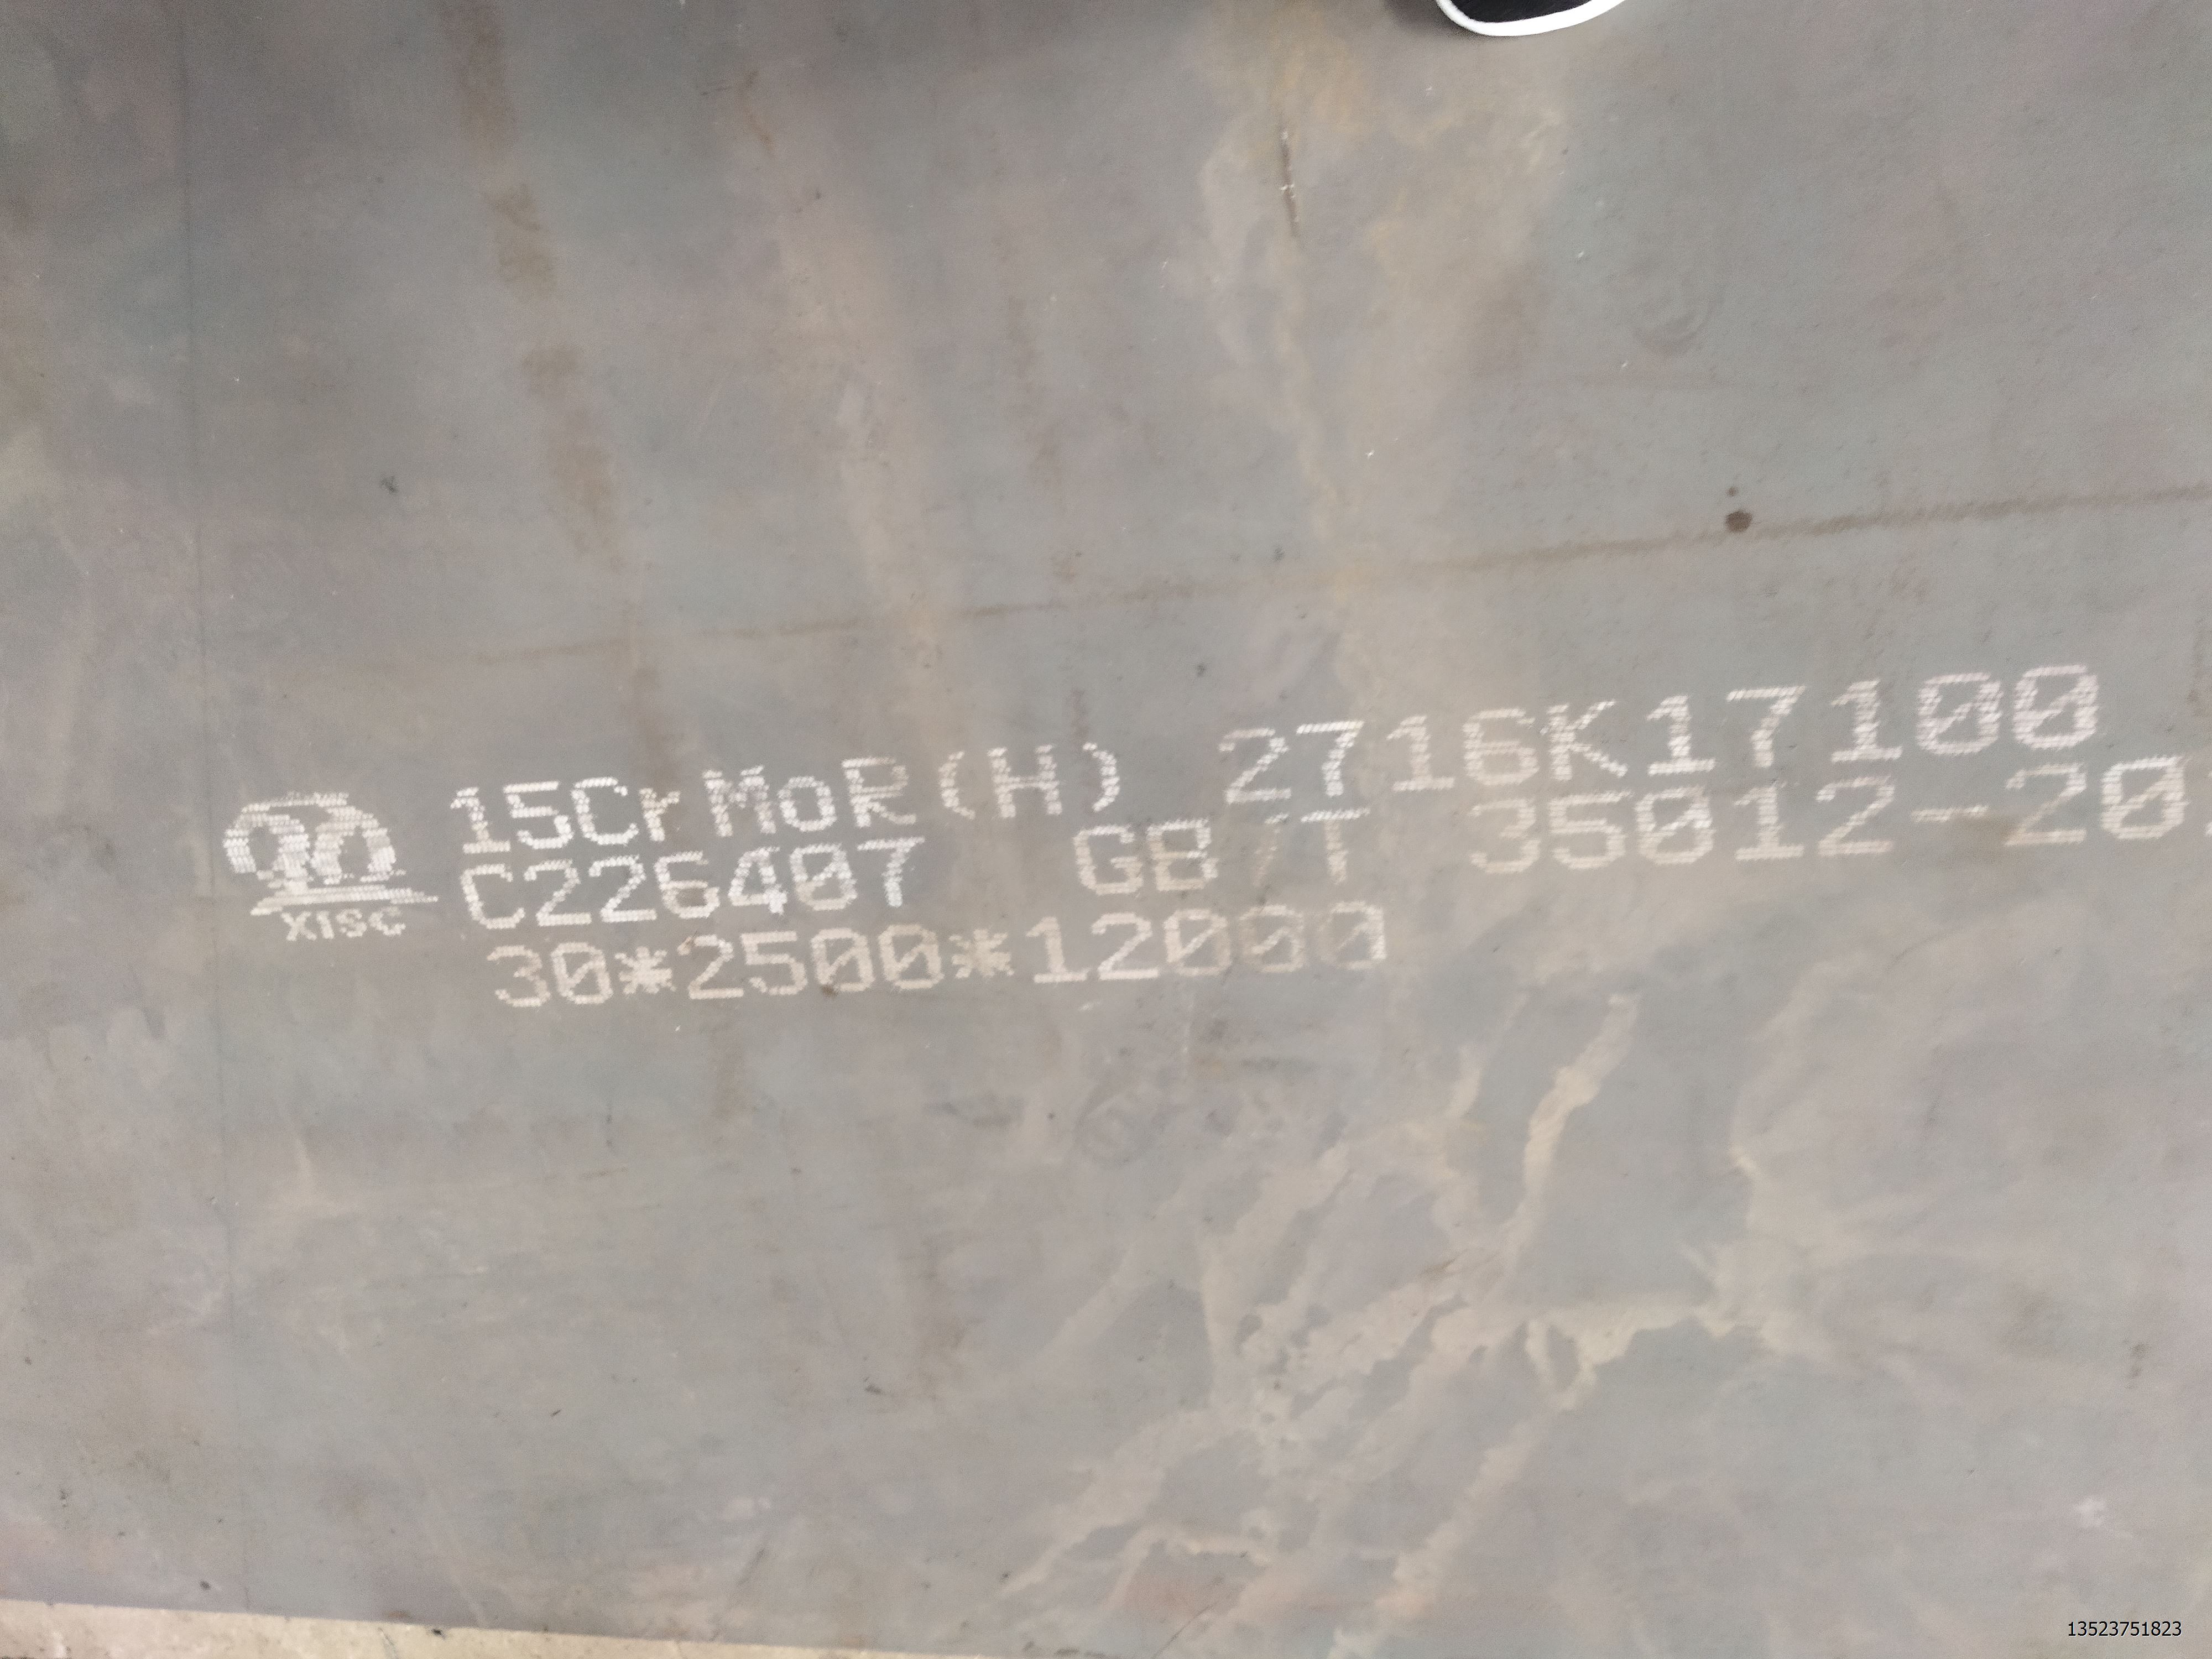 15CrMoR(H) 2716K17100
C226407 GB/T 35012-20
30*2500*12000
XISC
13523751823